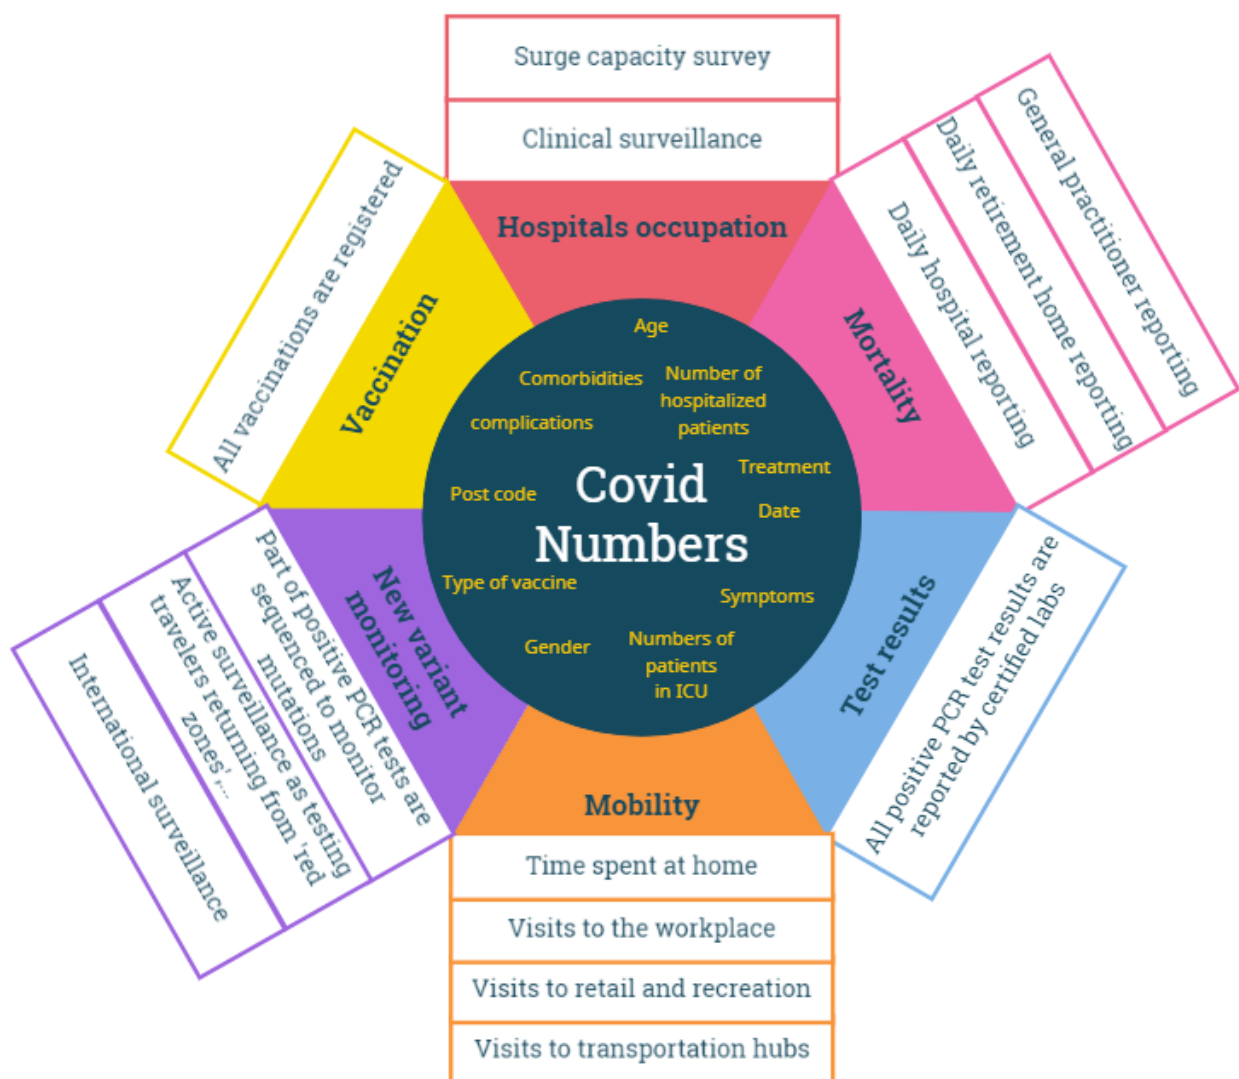 Surge capacity survey
Clinical surveillance
Hospitals occupation
General practitioner reporting
Daily retirement home reporting
Daily hospital reporting
Mortality
All vaccinations are registered
Vaccination
Age
Comorbidities
Number of
hospitalized
patients
complications
Treatment
Post code
Date
Covid
Numbers
Type of vaccine
Symptoms
Gender
Numbers of
patients
in ICU
New variant
monitoring
Part of positive PCR tests are
sequenced to monitor
mutations
Active surveillance as testing
travelers returning from 'red
zones',...
International surveillance
Test results
All positive PCR test results are
reported by certified labs
Mobility
Time spent at home
Visits to the workplace
Visits to retail and recreation
Visits to transportation hubs